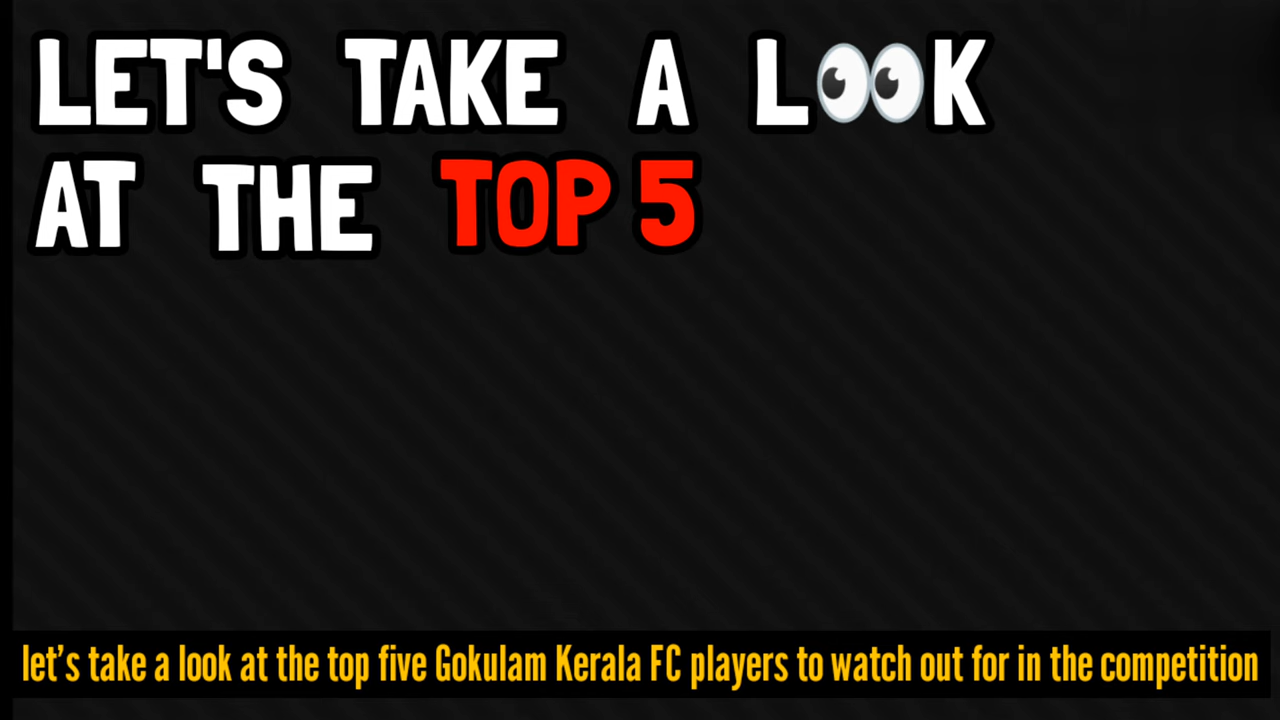 LET'S TAKE A L👀K
AT THE TOP 5
let's take a look at the top five Gokulam Kerala FC players to watch out for in the competition